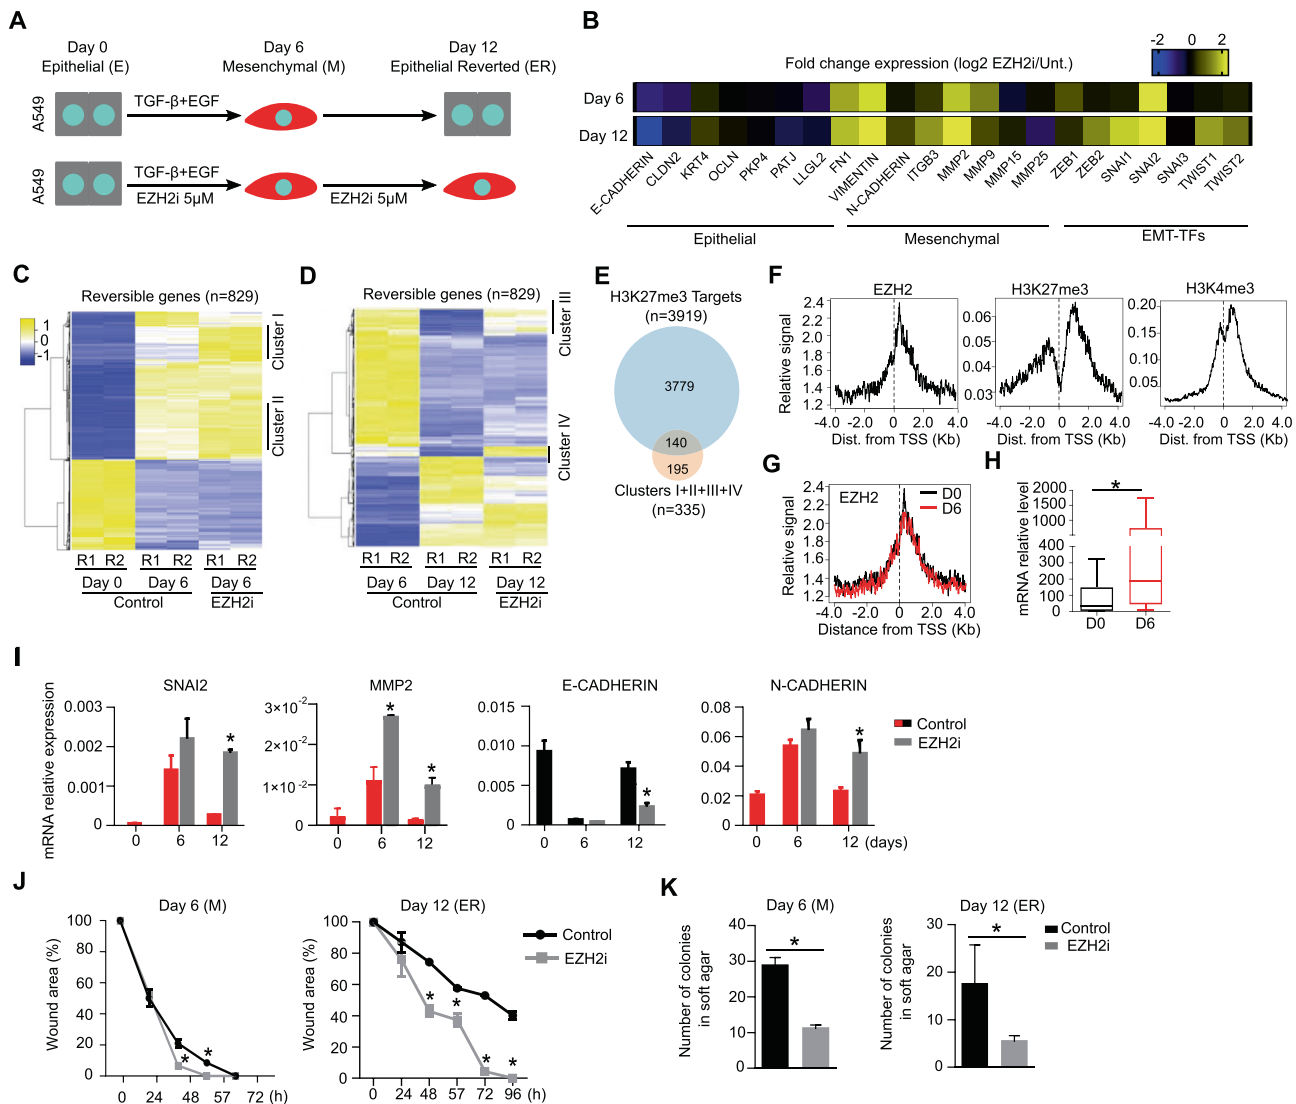 A
Day 0
Epithelial (E)
Day 6
Mesenchymal (M)
Day 12
Epithelial Reverted (ER)
A549
TGF-β+EGF
A549
TGF-β+EGF
EZH2i 5μM
EZH2i 5μM
B
Fold change expression (log2 EZH2i/Unt.)
-2 0 2
Day 6
Day 12
E-CADHERIN
CLDN2
KRT4
OCLN
PKP4
PATJ
LLGL2
FN1
VIMENTIN
N-CADHERIN
ITGB3
MMP2
MMP9
MMP15
MMP25
ZEB1
ZEB2
SNAI1
SNAI2
SNAI3
TWIST1
TWIST2
Epithelial
Mesenchymal
EMT-TFs
C
Reversible genes (n=829)
1
0
-1
Cluster I
Cluster II
R1 R2 R1 R2 R1 R2
Day 0 Day 6 Day 6
Control EZH2i
D
Reversible genes (n=829)
Cluster III
Cluster IV
R1 R2 R1 R2 R1 R2
Day 6 Day 12 Day 12
Control EZH2i
E
H3K27me3 Targets
(n=3919)
3779
140
195
Clusters I+II+III+IV
(n=335)
F
EZH2
Relative signal
2.4
2.2
2.0
1.8
1.6
1.4
1.2
-4.0 -2.0 0 2.0 4.0
Dist. from TSS (Kb)
H3K27me3
0.06
0.05
0.04
0.03
-4.0 -2.0 0 2.0 4.0
Dist. from TSS (Kb)
H3K4me3
0.20
0.15
0.10
0.05
-4.0 -2.0 0 2.0 4.0
Dist. from TSS (Kb)
G
EZH2
D0
D6
Relative signal
2.4
2.2
2.0
1.8
1.6
1.4
1.2
-4.0 -2.0 0 2.0 4.0
Distance from TSS (Kb)
H
*
mRNA relative level
2000
1500
1000
400
300
200
100
0
D0 D6
I
mRNA relative expression
SNAI2
0.003
0.002
0.001
0
*
0 6 12
MMP2
3×10-2
2×10-2
1×10-2
0
*
*
0 6 12
E-CADHERIN
0.015
0.010
0.005
0
*
0 6 12
N-CADHERIN
0.08
0.06
0.04
0.02
0
*
0 6 12 (days)
Control
EZH2i
J
Day 6 (M)
Wound area (%)
100
80
60
40
20
0
* *
0 24 48 57 72 (h)
Day 12 (ER)
Wound area (%)
100
80
60
40
20
0
* * * *
0 24 48 57 72 96 (h)
Control
EZH2i
K
Day 6 (M)
Number of colonies
in soft agar
40
30
20
10
0
*
Day 12 (ER)
Number of colonies
in soft agar
30
20
10
0
*
Control
EZH2i